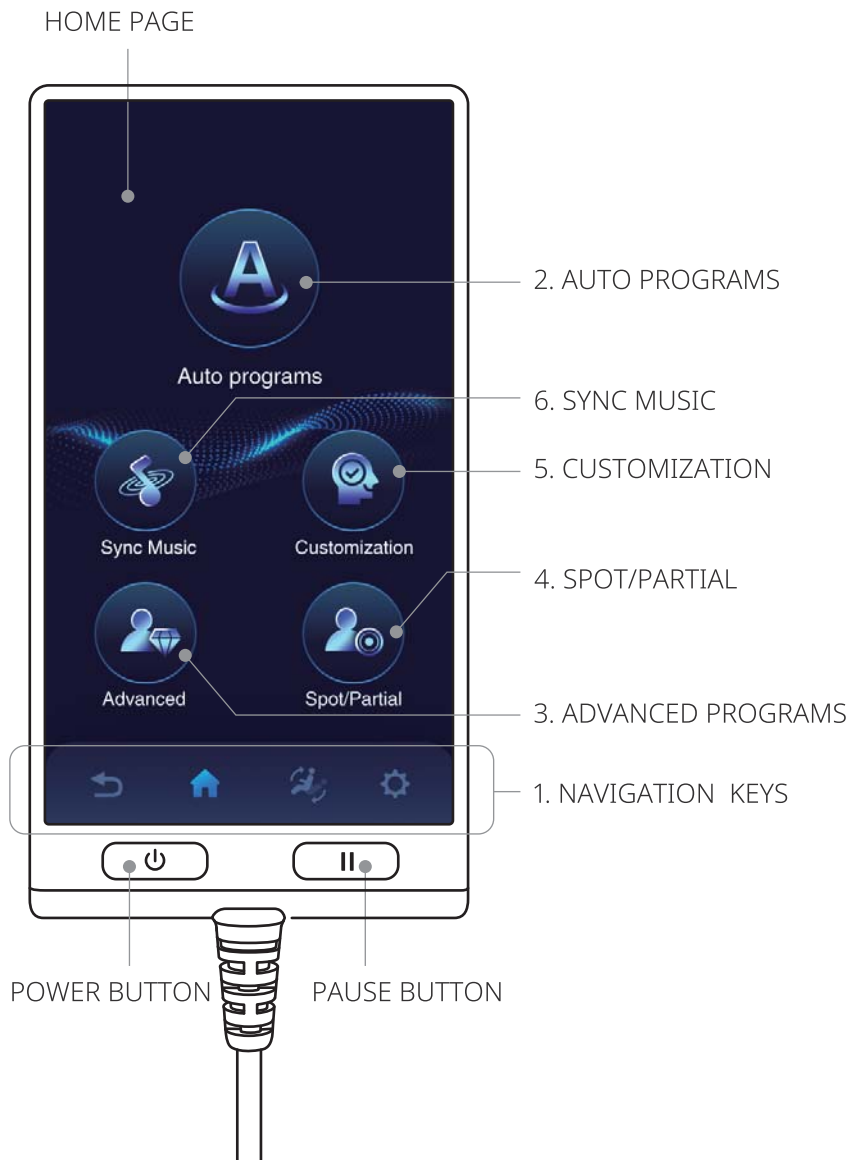 HOME PAGE
2. AUTO PROGRAMS
Auto programs
6. SYNC MUSIC
5. CUSTOMIZATION
Sync Music
Customization
4. SPOT/PARTIAL
Advanced
Spot/Partial
3. ADVANCED PROGRAMS
1. NAVIGATION KEYS
POWER BUTTON
PAUSE BUTTON